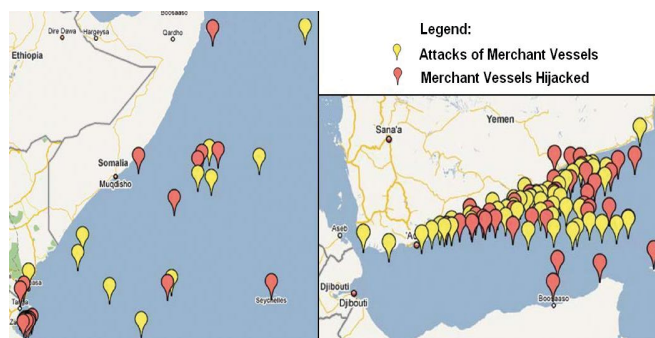 Legend:
Attacks of Merchant Vessels
Merchant Vessels Hijacked
Boosaaso
Dire Dawa
Hargeysa
Qardho
Ethiopia
Somalia
Muqdisho
Seychelles
Yemen
Sana'a
Aseb
Djibouti
Djibouti
Boosaaso